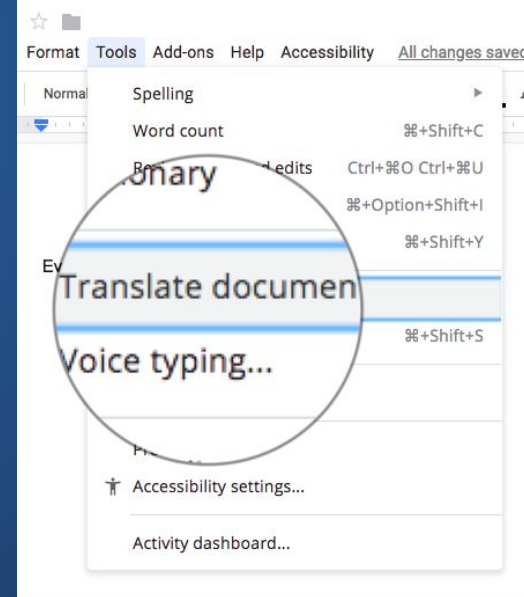 Format Tools Add-ons Help Accessibility All changes saved
Normal
Spelling
Word count ⌘+Shift+C
edits Ctrl+⌘O Ctrl+⌘U
onary
⌘+Option+Shift+I
⌘+Shift+Y
Ev
Translate documen
⌘+Shift+S
Voice typing...
Accessibility settings...
Activity dashboard...